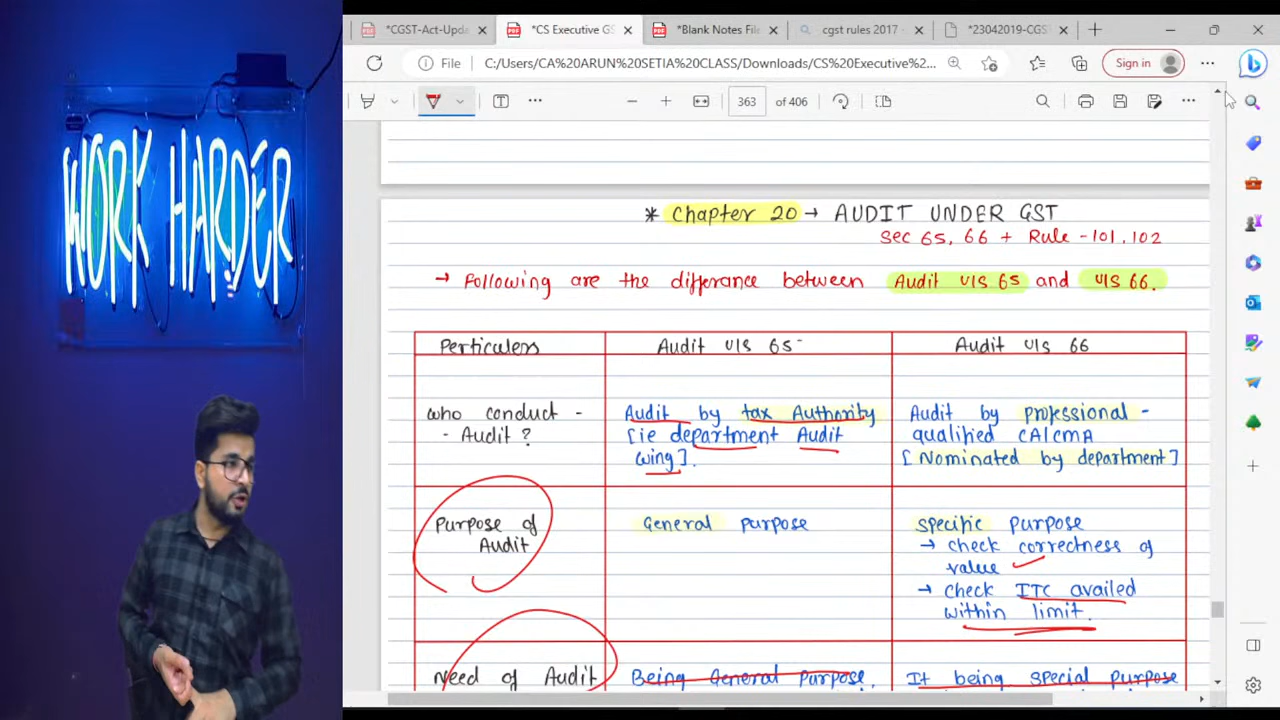 WORK HARDER
*CGST-Act-Upda
*CS Executive GS
*Blank Notes File
cgst rules 2017 -
*23042019-CGS
File
C:/Users/CA%20ARUN%20SETIA%20CLASS/Downloads/CS%20Executive%...
Sign in
363 of 406
* Chapter 20 → AUDIT UNDER GST
Sec 65, 66 + Rule -101, 102
→ Following are the differance between Audit U/S 65 and U/S 66.
Perticulers
Audit U/S 65
Audit U/S 66
who conduct -
- Audit ?
Audit by tax Authority
[ie department Audit
wing].
Audit by professional -
qualified CA/CMA
[Nominated by department]
Purpose of
Audit
General purpose
specific purpose
→ check correctness of
value
→ check ITC availed
within limit.
Need of Audit
Being General Purpose,
It being special purpose